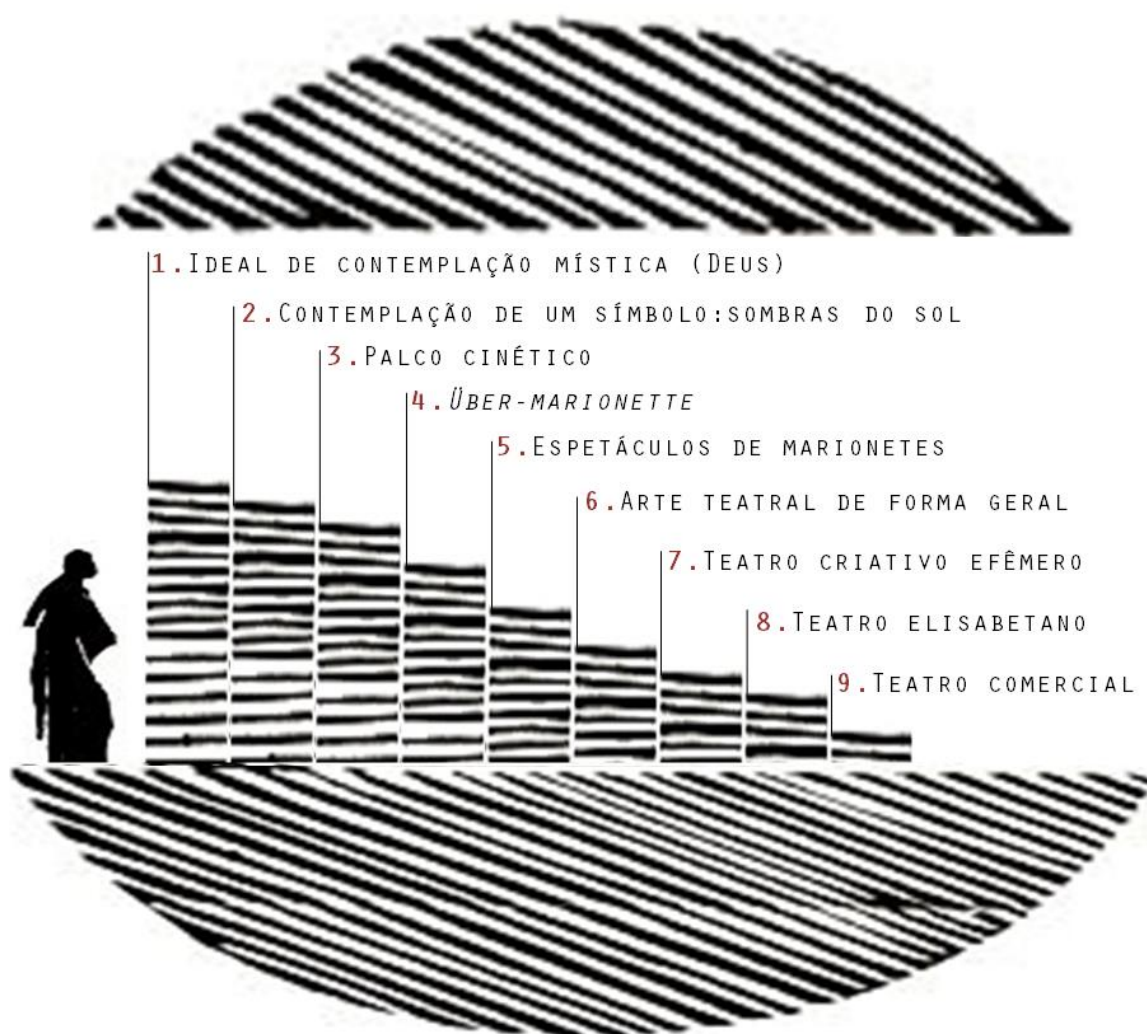 1.Ideal de contemplação mística (Deus)
2.Contemplação de um símbolo:sombras do sol
3.Palco cinético
4.Über-marionette
5.Espetáculos de marionetes
6.Arte teatral de forma geral
7.Teatro criativo efêmero
8.Teatro elisabetano
9.Teatro comercial